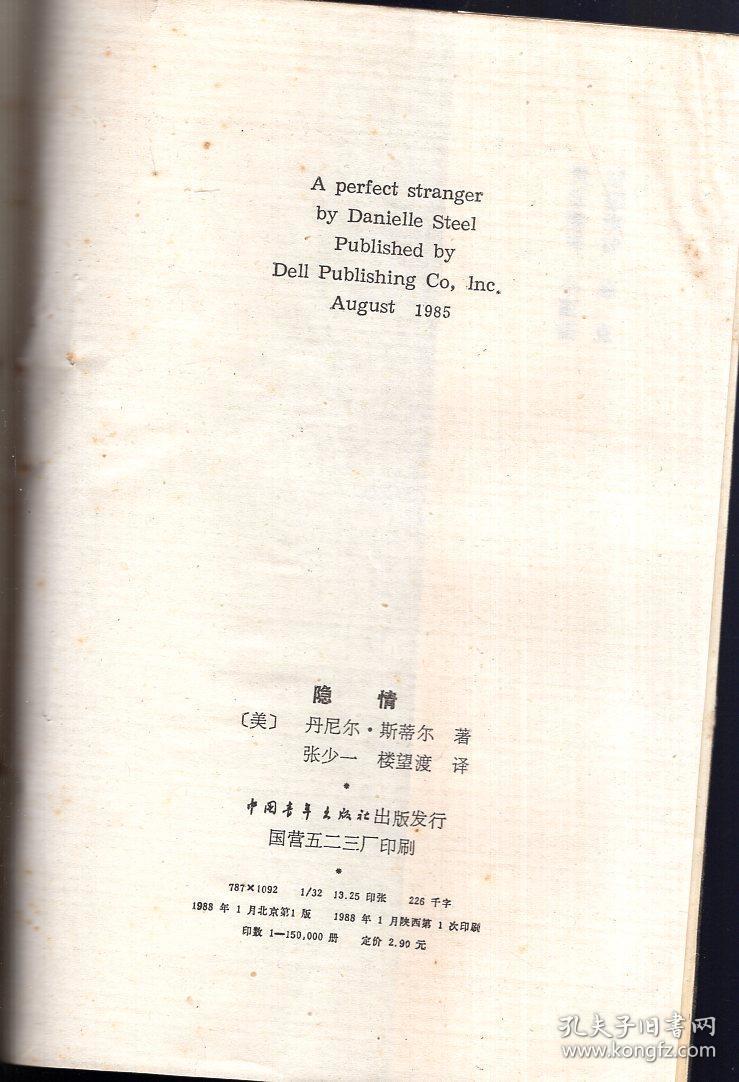 A perfect stranger
by Danielle Steel
Published by
Dell Publishing Co, Inc.
August 1985
隐 情
〔美〕 丹尼尔·斯蒂尔 著
张少一 楼望渡 译
*
中国青年出版社出版发行
国营五二三厂印刷
*
787×1092 1/32 13.25 印张 226 千字
1988 年 1 月北京第1版 1988 年 1 月陕西第 1 次印刷
印数 1—150,000 册 定价 2.90 元
孔夫子旧书网
www.kongfz.com